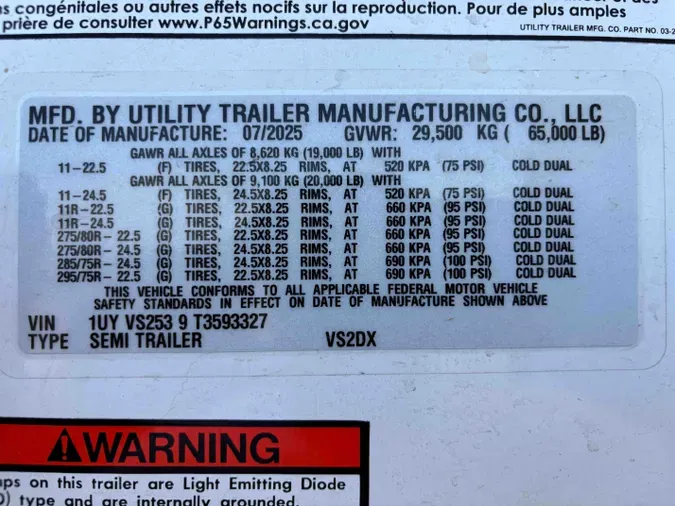 ns congénitales ou autres effets nocifs sur la reproduction. Pour de plus amples
prière de consulter www.P65Warnings.ca.gov
UTILITY TRAILER MFG. CO. PART NO. 03-2
MFD. BY UTILITY TRAILER MANUFACTURING CO., LLC
DATE OF MANUFACTURE: 07/2025 GVWR: 29,500 KG ( 65,000 LB)
GAWR ALL AXLES OF 8,620 KG (19,000 LB) WITH
11-22.5 (F) TIRES, 22.5X8.25 RIMS, AT 520 KPA (75 PSI) COLD DUAL
GAWR ALL AXLES OF 9,100 KG (20,000 LB) WITH
11-24.5 (F) TIRES, 24.5X8.25 RIMS, AT 520 KPA (75 PSI) COLD DUAL
11R-22.5 (G) TIRES, 22.5X8.25 RIMS, AT 660 KPA (95 PSI) COLD DUAL
11R-24.5 (G) TIRES, 24.5X8.25 RIMS, AT 660 KPA (95 PSI) COLD DUAL
275/80R- 22.5 (G) TIRES, 22.5X8.25 RIMS, AT 660 KPA (95 PSI) COLD DUAL
275/80R- 24.5 (G) TIRES, 24.5X8.25 RIMS, AT 660 KPA (95 PSI) COLD DUAL
285/75R- 24.5 (G) TIRES, 24.5X8.25 RIMS, AT 690 KPA (100 PSI) COLD DUAL
295/75R- 22.5 (G) TIRES, 22.5X8.25 RIMS, AT 690 KPA (100 PSI) COLD DUAL
THIS VEHICLE CONFORMS TO ALL APPLICABLE FEDERAL MOTOR VEHICLE
SAFETY STANDARDS IN EFFECT ON DATE OF MANUFACTURE SHOWN ABOVE
VIN 1UY VS253 9 T3593327
TYPE SEMI TRAILER VS2DX
WARNING
mps on this trailer are Light Emitting Diode
D) type and are internally grounded.